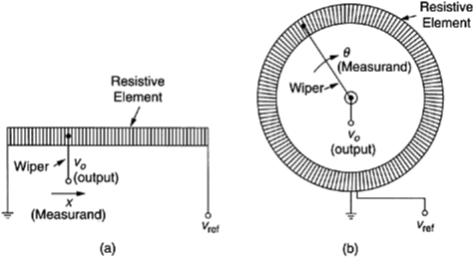 Resistive
Element
Wiper
vo
(output)
x
(Measurand)
vref
(a)
Resistive
Element
θ
(Measurand)
Wiper
vo
(output)
vref
(b)